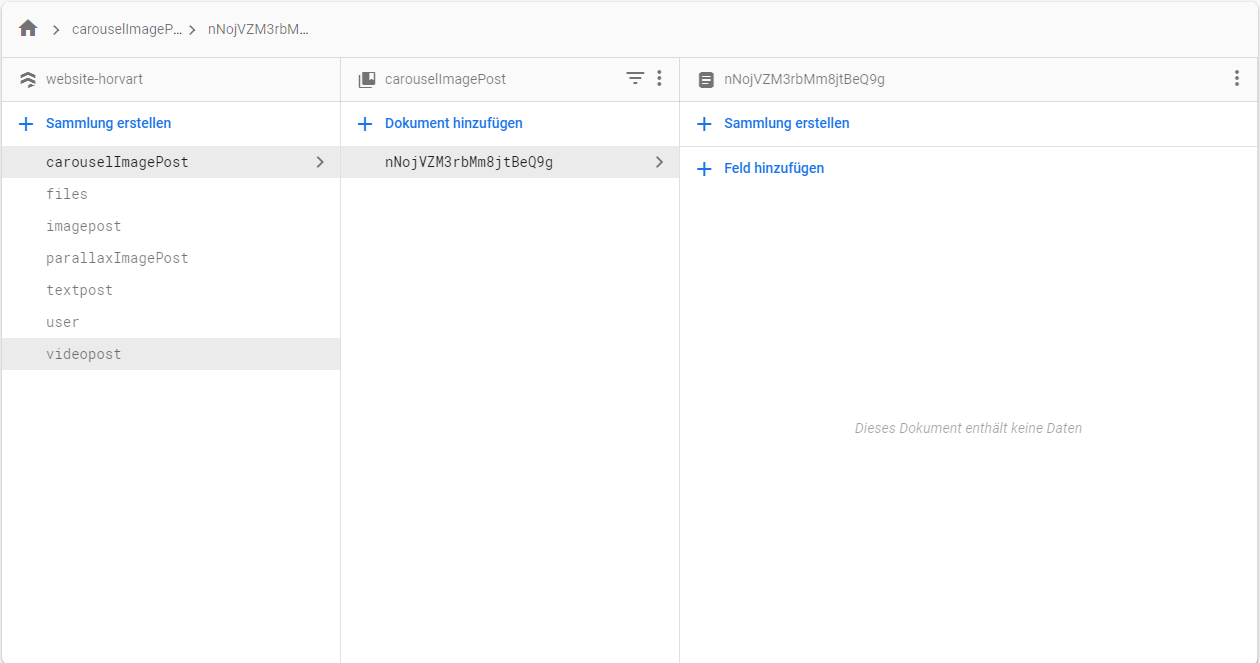 carouselImageP...
nNojVZM3rbM...
website-horvart
carouselImagePost
nNojVZM3rbMm8jtBeQ9g
Sammlung erstellen
Dokument hinzufügen
Sammlung erstellen
carouselImagePost
nNojVZM3rbMm8jtBeQ9g
Feld hinzufügen
files
imagepost
parallaxImagePost
textpost
user
videopost
Dieses Dokument enthält keine Daten